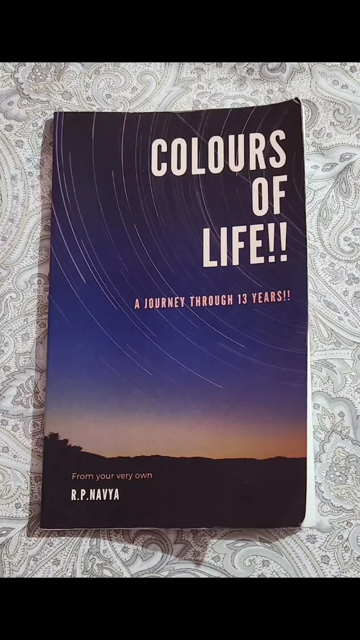 COLOURS
OF
LIFE!!
A JOURNEY THROUGH 13 YEARS!!
From your very own
R.P.NAVYA